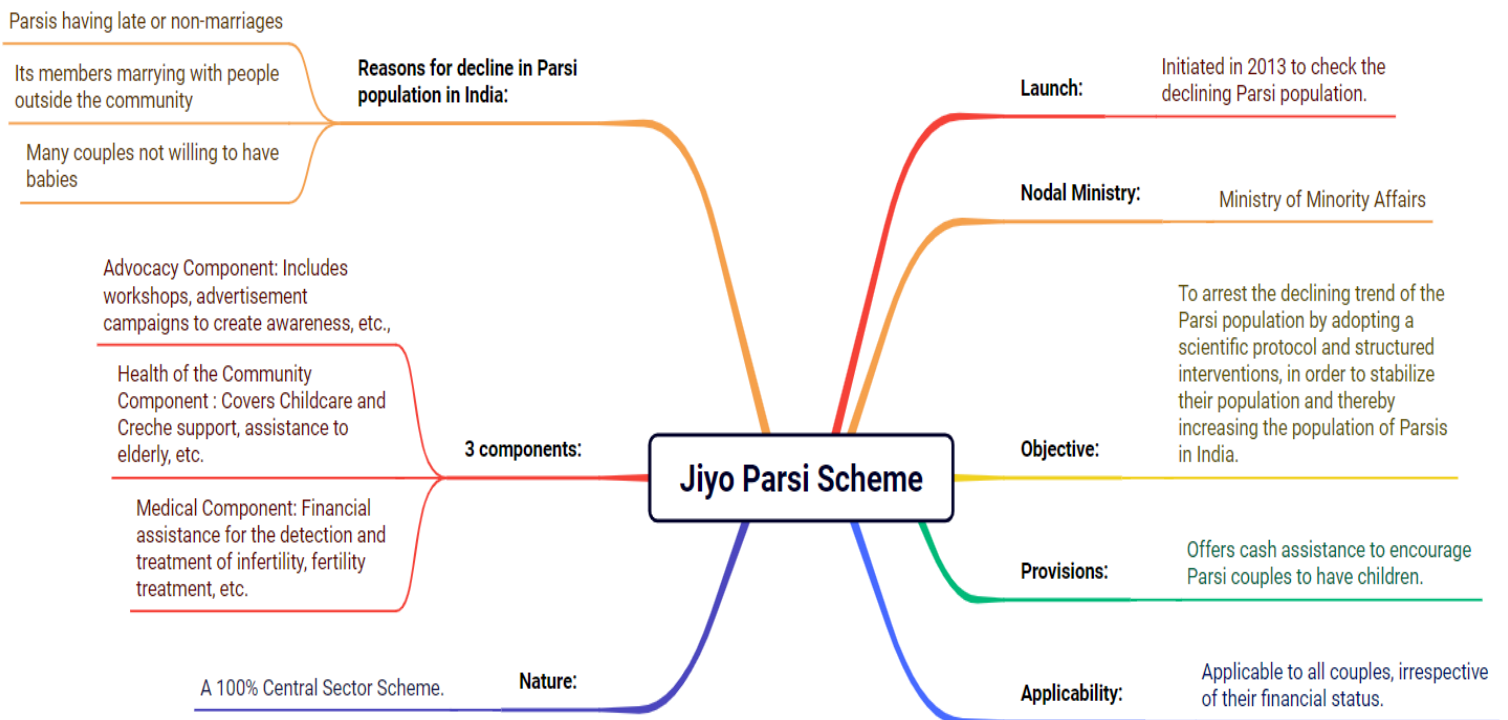 Jiyo Parsi Scheme
Reasons for decline in Parsi
population in India:
Parsis having late or non-marriages
Its members marrying with people
outside the community
Many couples not willing to have
babies
3 components:
Advocacy Component: Includes
workshops, advertisement
campaigns to create awareness, etc.,
Health of the Community
Component : Covers Childcare and
Creche support, assistance to
elderly, etc.
Medical Component: Financial
assistance for the detection and
treatment of infertility, fertility
treatment, etc.
Nature:
A 100% Central Sector Scheme.
Launch:
Initiated in 2013 to check the
declining Parsi population.
Nodal Ministry:
Ministry of Minority Affairs
Objective:
To arrest the declining trend of the
Parsi population by adopting a
scientific protocol and structured
interventions, in order to stabilize
their population and thereby
increasing the population of Parsis
in India.
Provisions:
Offers cash assistance to encourage
Parsi couples to have children.
Applicability:
Applicable to all couples, irrespective
of their financial status.